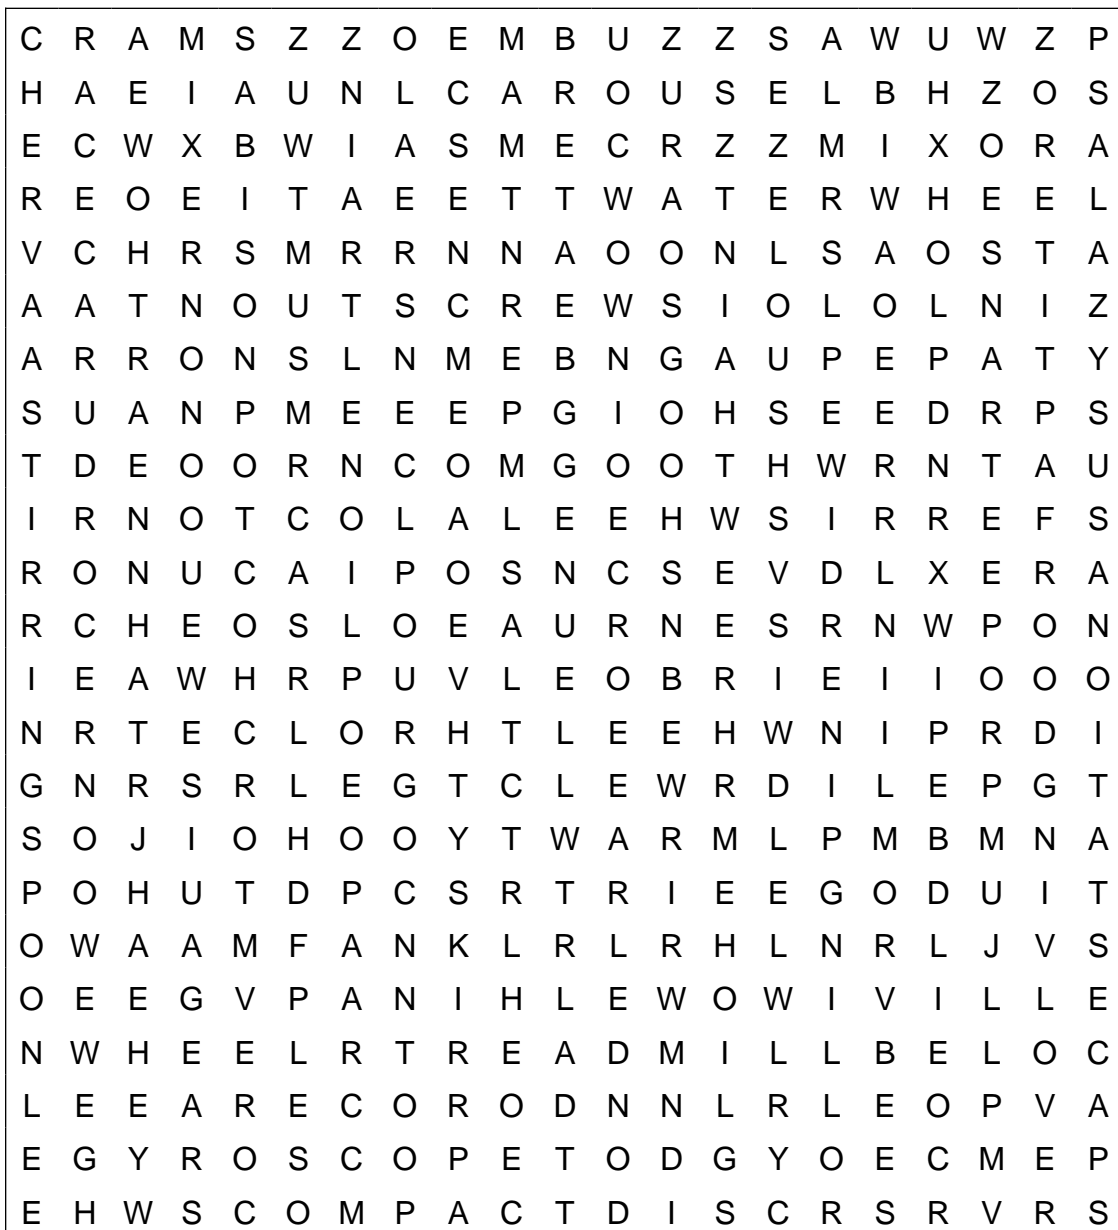 C R A M S Z Z O E M B U Z Z S A W U W Z P
H A E I A U N L C A R O U S E L B H Z O S
E C W X B W I A S M E C R Z Z M I X O R A
R E O E I T A E E T T W A T E R W H E E L
V C H R S M R R N N A O O N L S A O S T A
A A T N O U T S C R E W S I O L O L N I Z
A R R O N S L N M E B N G A U P E P A T Y
S U A N P M E E E P G I O H S E E D R P S
T D E O O R N C O M G O O T H W R N T A U
I R N O T C O L A L E E H W S I R R E F S
R O N U C A I P O S N C S E V D L X E R A
R C H E O S L O E A U R N E S R N W P O N
I E A W H R P U V L E O B R I E I I O O O
N R T E C L O R H T L E E H W N I P R D I
G N R S R L E G T C L E W R D I L E P G T
S O J I O H O O Y T W A R M L P M B M N A
P O H U T D P C S R T R I E E G O D U I T
O W A A M F A N K L R L R H L N R L J V S
O E E G V P A N I H L E W O W I V I L L E
N W H E E L R T R E A D M I L L B E L O C
L E E A R E C O R O D N N L R L E O P V A
E G Y R O S C O P E T O D G Y O E C M E P
E H W S C O M P A C T D I S C R S R V R S